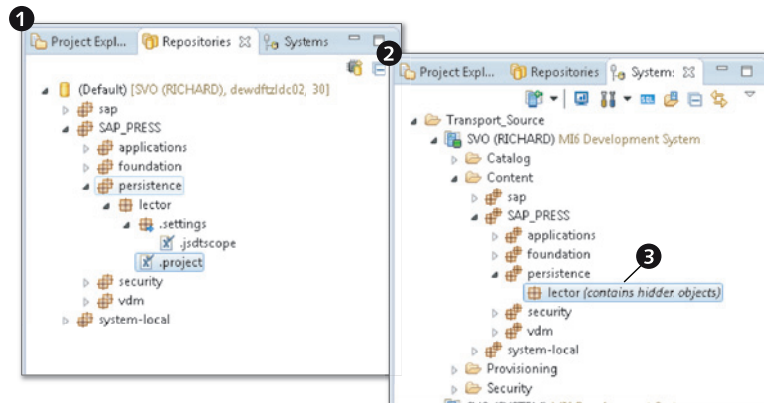 1
Project Expl...
Repositories
Systems
(Default) [SVO (RICHARD), dewdftzldc02, 30]
sap
SAP_PRESS
applications
foundation
persistence
lector
.settings
.jsdtscope
.project
security
vdm
system-local
2
Project Expl...
Repositories
System:
SQL
Transport_Source
SVO (RICHARD) MI6 Development System
Catalog
Content
sap
SAP_PRESS
applications
foundation
persistence
3
lector (contains hidden objects)
security
vdm
system-local
Provisioning
Security